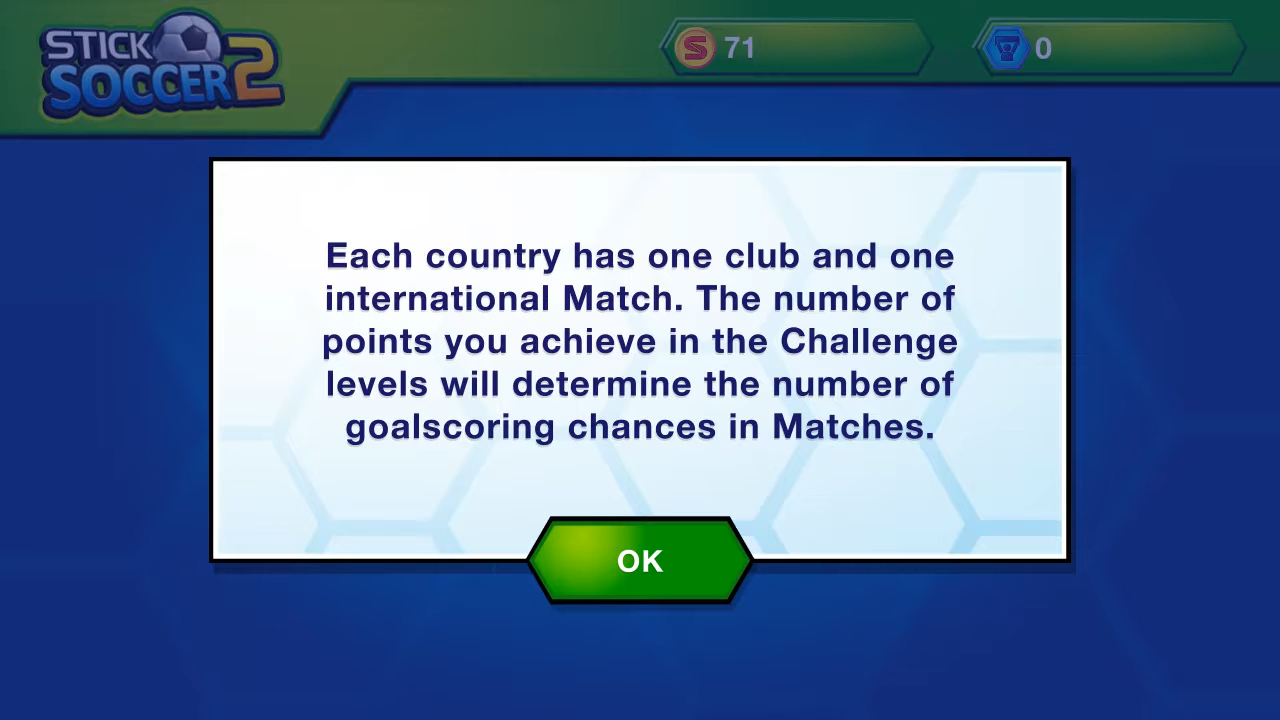 STICK
SOCCER 2
S 71
0
Each country has one club and one
international Match. The number of
points you achieve in the Challenge
levels will determine the number of
goalscoring chances in Matches.
OK